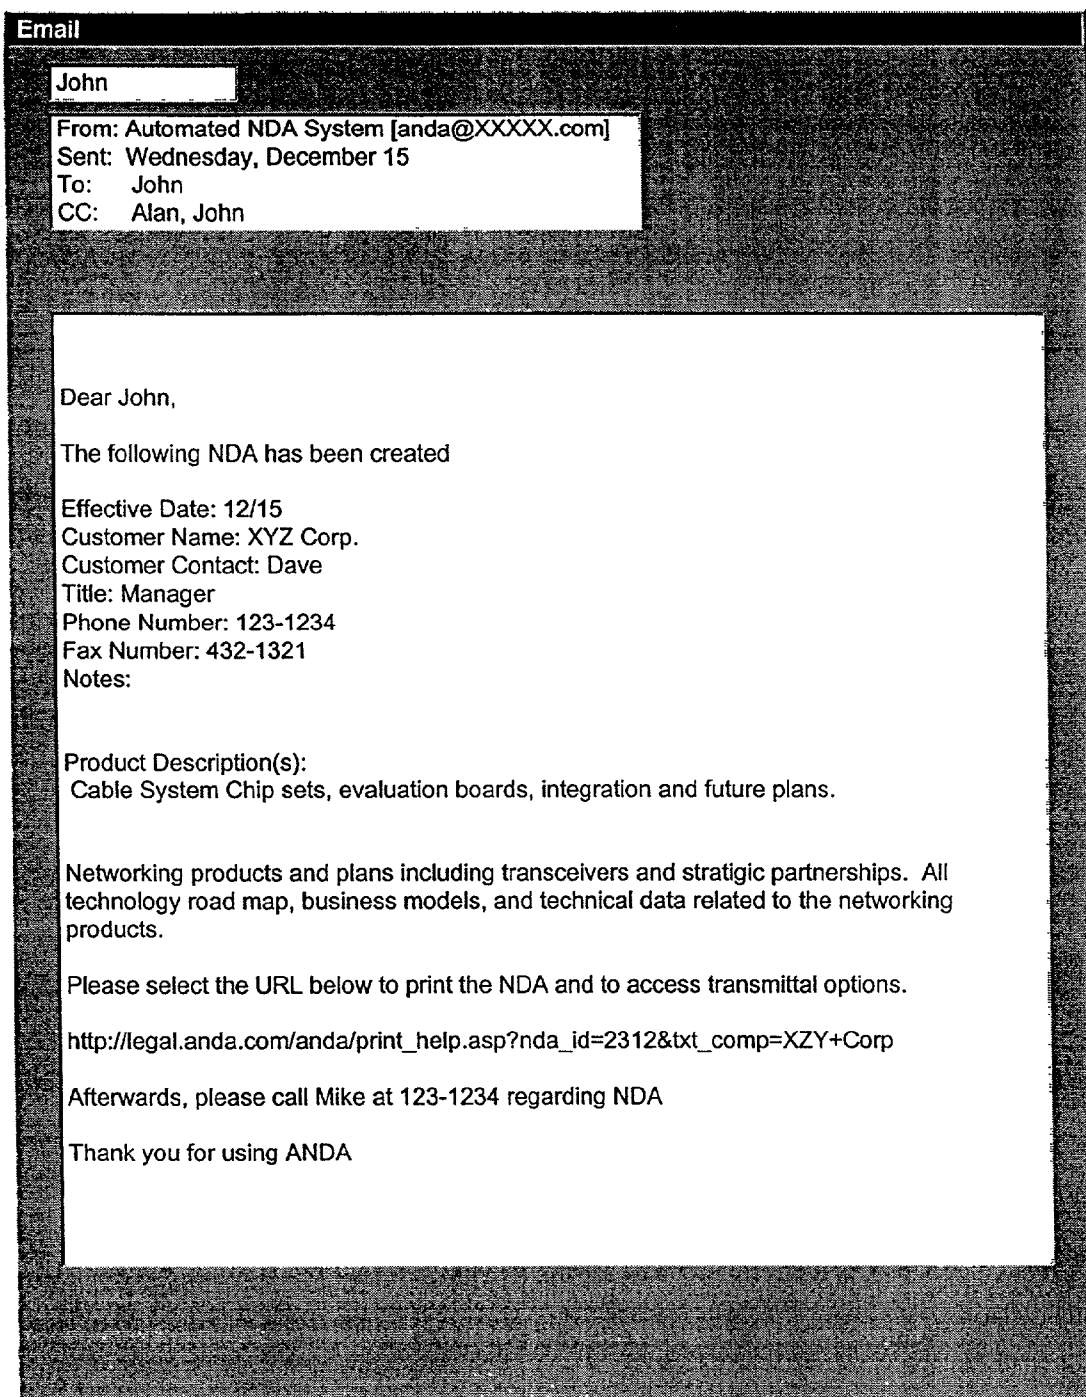 Email
John
From: Automated NDA System [anda@XXXXX.com]
Sent: Wednesday, December 15
To: John
CC: Alan, John
Dear John,
The following NDA has been created
Effective Date: 12/15
Customer Name: XYZ Corp.
Customer Contact: Dave
Title: Manager
Phone Number: 123-1234
Fax Number: 432-1321
Notes:
Product Description(s):
Cable System Chip sets, evaluation boards, integration and future plans.
Networking products and plans including transceivers and stratigic partnerships. All
technology road map, business models, and technical data related to the networking
products.
Please select the URL below to print the NDA and to access transmittal options.
http://legal.anda.com/anda/print_help.asp?nda_id=2312&txt_comp=XZY+Corp
Afterwards, please call Mike at 123-1234 regarding NDA
Thank you for using ANDA